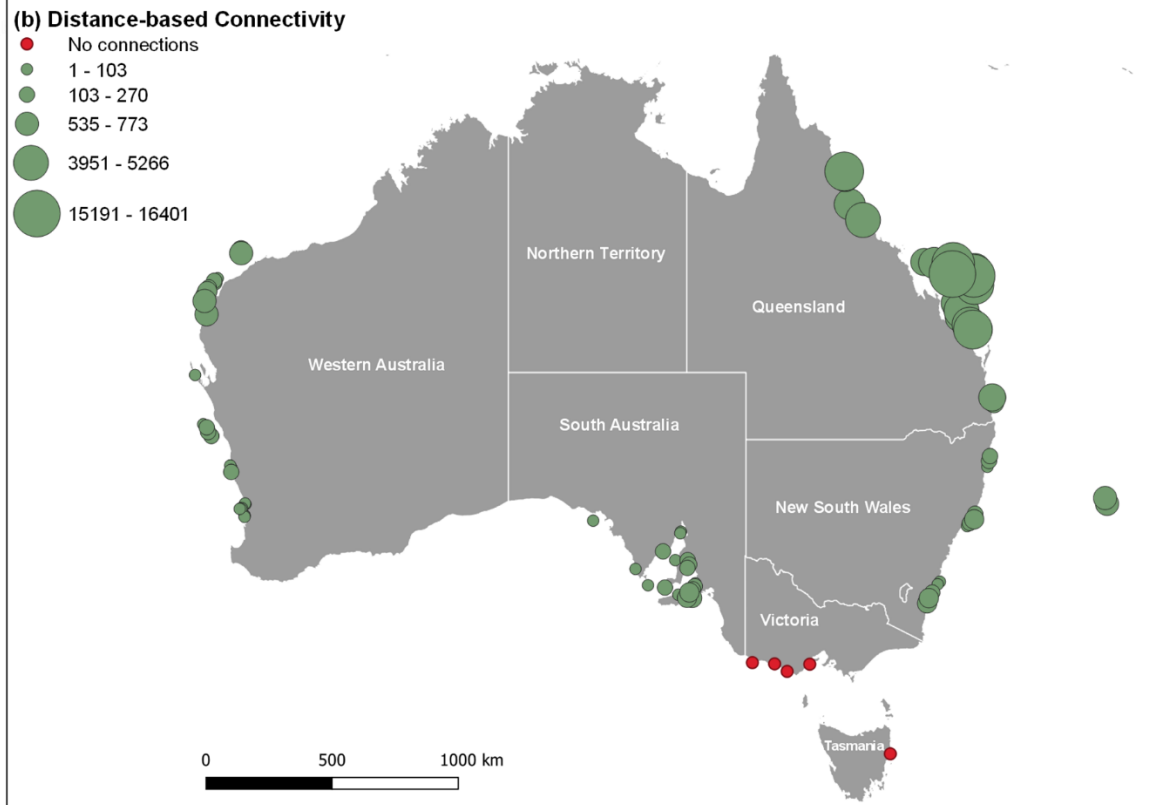 (b) Distance-based Connectivity
No connections
1 - 103
103 - 270
535 - 773
3951 - 5266
15191 - 16401
Northern Territory
Queensland
Western Australia
South Australia
New South Wales
Victoria
Tasmania
0 500 1000 km